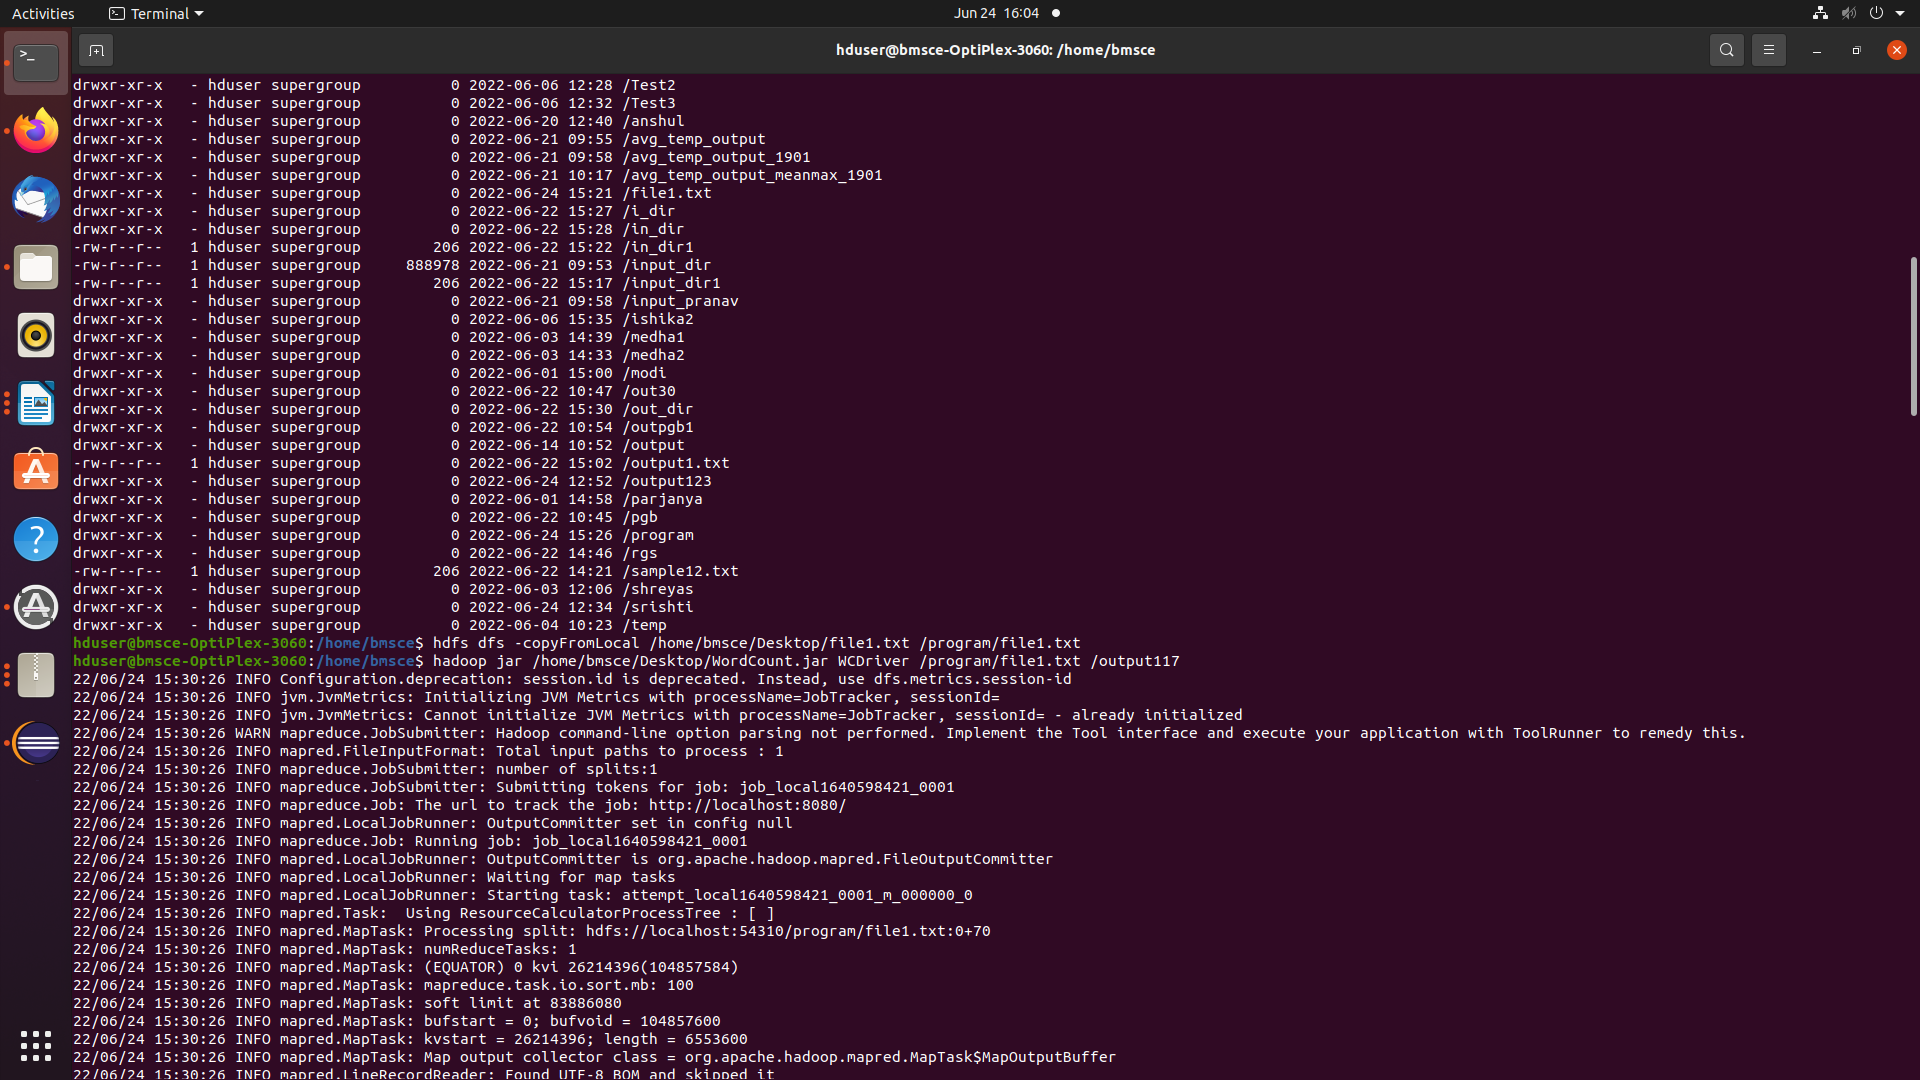 Activities Terminal Jun 24 16:04
hduser@bmsce-OptiPlex-3060: /home/bmsce
drwxr-xr-x   - hduser supergroup          0 2022-06-06 12:28 /Test2
drwxr-xr-x   - hduser supergroup          0 2022-06-06 12:32 /Test3
drwxr-xr-x   - hduser supergroup          0 2022-06-20 12:40 /anshul
drwxr-xr-x   - hduser supergroup          0 2022-06-21 09:55 /avg_temp_output
drwxr-xr-x   - hduser supergroup          0 2022-06-21 09:58 /avg_temp_output_1901
drwxr-xr-x   - hduser supergroup          0 2022-06-21 10:17 /avg_temp_output_meanmax_1901
drwxr-xr-x   - hduser supergroup          0 2022-06-24 15:21 /file1.txt
drwxr-xr-x   - hduser supergroup          0 2022-06-22 15:27 /i_dir
drwxr-xr-x   - hduser supergroup          0 2022-06-22 15:28 /in_dir
-rw-r--r--   1 hduser supergroup        206 2022-06-22 15:22 /in_dir1
-rw-r--r--   1 hduser supergroup     888978 2022-06-21 09:53 /input_dir
-rw-r--r--   1 hduser supergroup        206 2022-06-22 15:17 /input_dir1
drwxr-xr-x   - hduser supergroup          0 2022-06-21 09:58 /input_pranav
drwxr-xr-x   - hduser supergroup          0 2022-06-06 15:35 /ishika2
drwxr-xr-x   - hduser supergroup          0 2022-06-03 14:39 /medha1
drwxr-xr-x   - hduser supergroup          0 2022-06-03 14:33 /medha2
drwxr-xr-x   - hduser supergroup          0 2022-06-01 15:00 /modi
drwxr-xr-x   - hduser supergroup          0 2022-06-22 10:47 /out30
drwxr-xr-x   - hduser supergroup          0 2022-06-22 15:30 /out_dir
drwxr-xr-x   - hduser supergroup          0 2022-06-22 10:54 /outpgb1
drwxr-xr-x   - hduser supergroup          0 2022-06-14 10:52 /output
-rw-r--r--   1 hduser supergroup          0 2022-06-22 15:02 /output1.txt
drwxr-xr-x   - hduser supergroup          0 2022-06-24 12:52 /output123
drwxr-xr-x   - hduser supergroup          0 2022-06-01 14:58 /parjanya
drwxr-xr-x   - hduser supergroup          0 2022-06-22 10:45 /pgb
drwxr-xr-x   - hduser supergroup          0 2022-06-24 15:26 /program
drwxr-xr-x   - hduser supergroup          0 2022-06-22 14:46 /rgs
-rw-r--r--   1 hduser supergroup        206 2022-06-22 14:21 /sample12.txt
drwxr-xr-x   - hduser supergroup          0 2022-06-03 12:06 /shreyas
drwxr-xr-x   - hduser supergroup          0 2022-06-24 12:34 /srishti
drwxr-xr-x   - hduser supergroup          0 2022-06-04 10:23 /temp
hduser@bmsce-OptiPlex-3060:/home/bmsce$ hdfs dfs -copyFromLocal /home/bmsce/Desktop/file1.txt /program/file1.txt
hduser@bmsce-OptiPlex-3060:/home/bmsce$ hadoop jar /home/bmsce/Desktop/WordCount.jar WCDriver /program/file1.txt /output117
22/06/24 15:30:26 INFO Configuration.deprecation: session.id is deprecated. Instead, use dfs.metrics.session-id
22/06/24 15:30:26 INFO jvm.JvmMetrics: Initializing JVM Metrics with processName=JobTracker, sessionId=
22/06/24 15:30:26 INFO jvm.JvmMetrics: Cannot initialize JVM Metrics with processName=JobTracker, sessionId= - already initialized
22/06/24 15:30:26 WARN mapreduce.JobSubmitter: Hadoop command-line option parsing not performed. Implement the Tool interface and execute your application with ToolRunner to remedy this.
22/06/24 15:30:26 INFO mapred.FileInputFormat: Total input paths to process : 1
22/06/24 15:30:26 INFO mapreduce.JobSubmitter: number of splits:1
22/06/24 15:30:26 INFO mapreduce.JobSubmitter: Submitting tokens for job: job_local1640598421_0001
22/06/24 15:30:26 INFO mapreduce.Job: The url to track the job: http://localhost:8080/
22/06/24 15:30:26 INFO mapred.LocalJobRunner: OutputCommitter set in config null
22/06/24 15:30:26 INFO mapreduce.Job: Running job: job_local1640598421_0001
22/06/24 15:30:26 INFO mapred.LocalJobRunner: OutputCommitter is org.apache.hadoop.mapred.FileOutputCommitter
22/06/24 15:30:26 INFO mapred.LocalJobRunner: Waiting for map tasks
22/06/24 15:30:26 INFO mapred.LocalJobRunner: Starting task: attempt_local1640598421_0001_m_000000_0
22/06/24 15:30:26 INFO mapred.Task:  Using ResourceCalculatorProcessTree : [ ]
22/06/24 15:30:26 INFO mapred.MapTask: Processing split: hdfs://localhost:54310/program/file1.txt:0+70
22/06/24 15:30:26 INFO mapred.MapTask: numReduceTasks: 1
22/06/24 15:30:26 INFO mapred.MapTask: (EQUATOR) 0 kvi 26214396(104857584)
22/06/24 15:30:26 INFO mapred.MapTask: mapreduce.task.io.sort.mb: 100
22/06/24 15:30:26 INFO mapred.MapTask: soft limit at 83886080
22/06/24 15:30:26 INFO mapred.MapTask: bufstart = 0; bufvoid = 104857600
22/06/24 15:30:26 INFO mapred.MapTask: kvstart = 26214396; length = 6553600
22/06/24 15:30:26 INFO mapred.MapTask: Map output collector class = org.apache.hadoop.mapred.MapTask$MapOutputBuffer
22/06/24 15:30:26 INFO mapred.LineRecordReader: Found UTF-8 BOM and skipped it